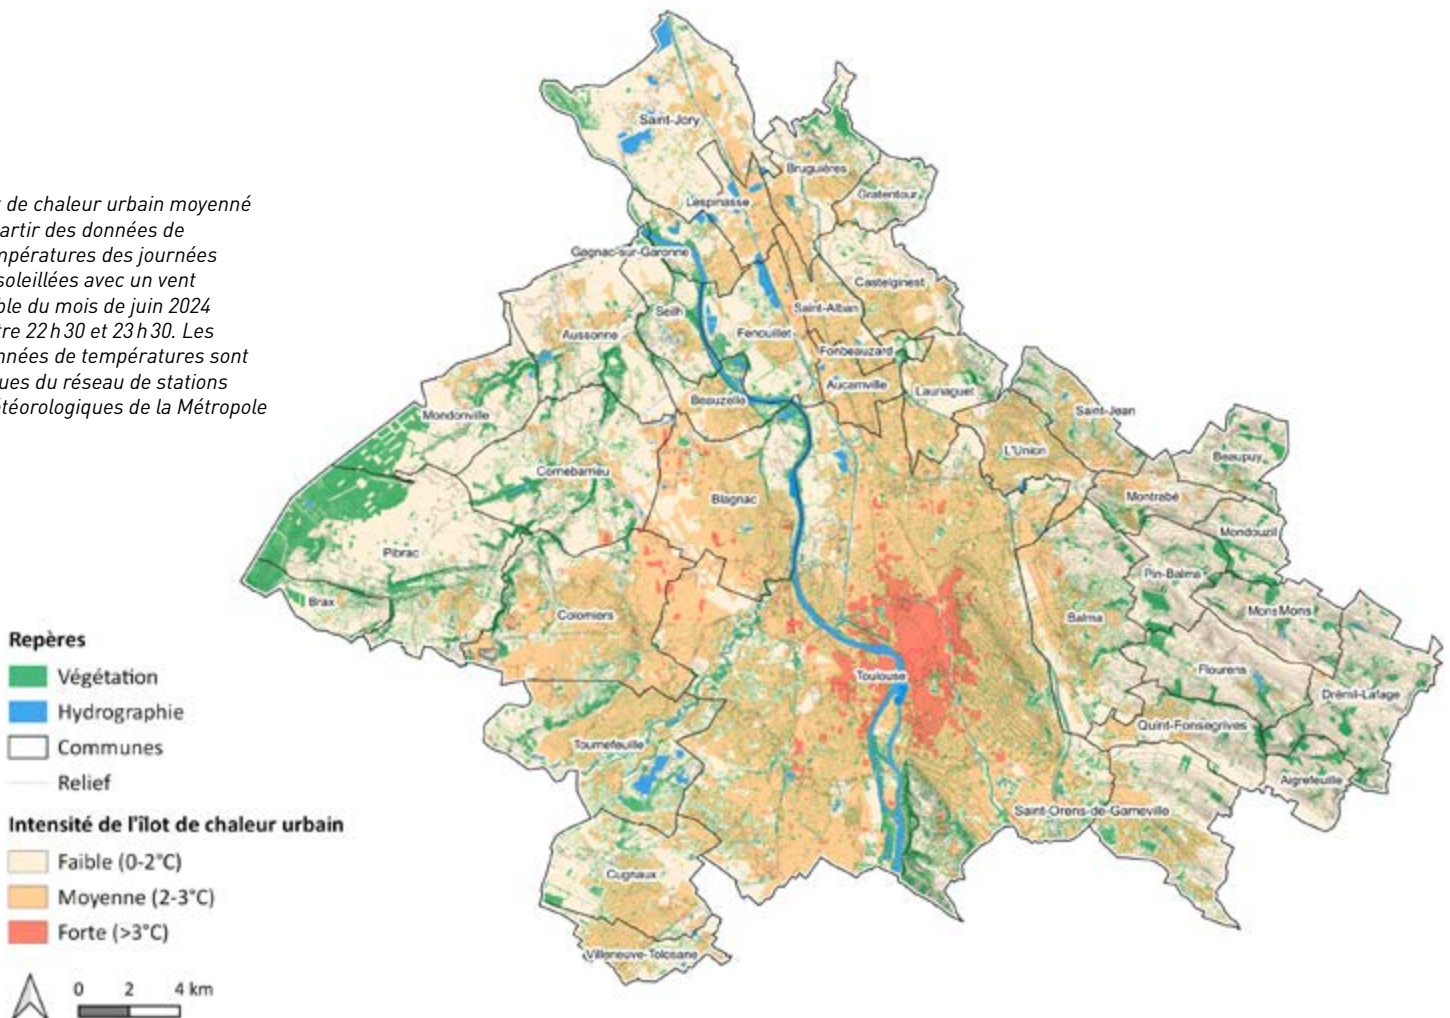 t de chaleur urbain moyenné
artir des données de
mpératures des journées
soleillées avec un vent
ble du mois de juin 2024
tre 22 h 30 et 23 h 30. Les
nnées de températures sont
ues du réseau de stations
étéorologiques de la Métropole
Saint-Jory
Bruguières
Gratentour
Lespinasse
Gagnac-sur-Garonne
Castelginest
Seilh
Saint-Alban
Aussonne
Fenouillet
Fonbeauzard
Aucamville
Launaguet
Beauzelle
Mondonville
Saint-Jean
L'Union
Beaupuy
Cornebarrieu
Montrabé
Blagnac
Mondouzil
Pibrac
Pin-Balma
Brax
Mons Mons
Colomiers
Balma
Flourens
Toulouse
Drémil-Lafage
Quint-Fonsegrives
Tournefeuille
Aigrefeuille
Saint-Orens-de-Gameville
Cugnaux
Villeneuve-Tolosane
Repères
Végétation
Hydrographie
Communes
Relief
Intensité de l'îlot de chaleur urbain
Faible (0-2°C)
Moyenne (2-3°C)
Forte (>3°C)
0 2 4 km